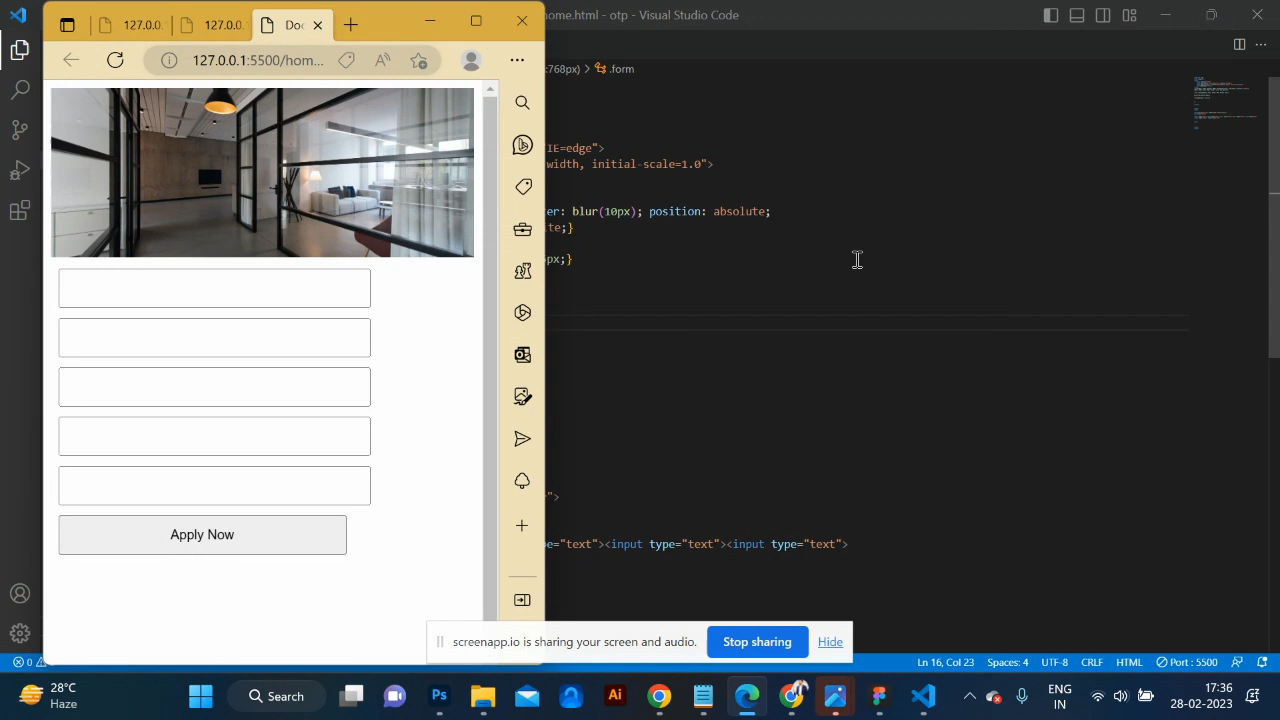 127.0.0.
127.0.0.
Doc
home.html - otp - Visual Studio Code
127.0.0.1:5500/hom...
:768px) > .form
IE=edge">
width, initial-scale=1.0">
er: blur(10px); position: absolute;
te;}
px;}
">
pe="text"><input type="text"><input type="text">
Apply Now
screenapp.io is sharing your screen and audio.
Stop sharing
Hide
0
Ln 16, Col 23
Spaces: 4
UTF-8
CRLF
HTML
Port : 5500
28°C
Haze
Search
Ps
Ai
ENG
IN
17:36
28-02-2023